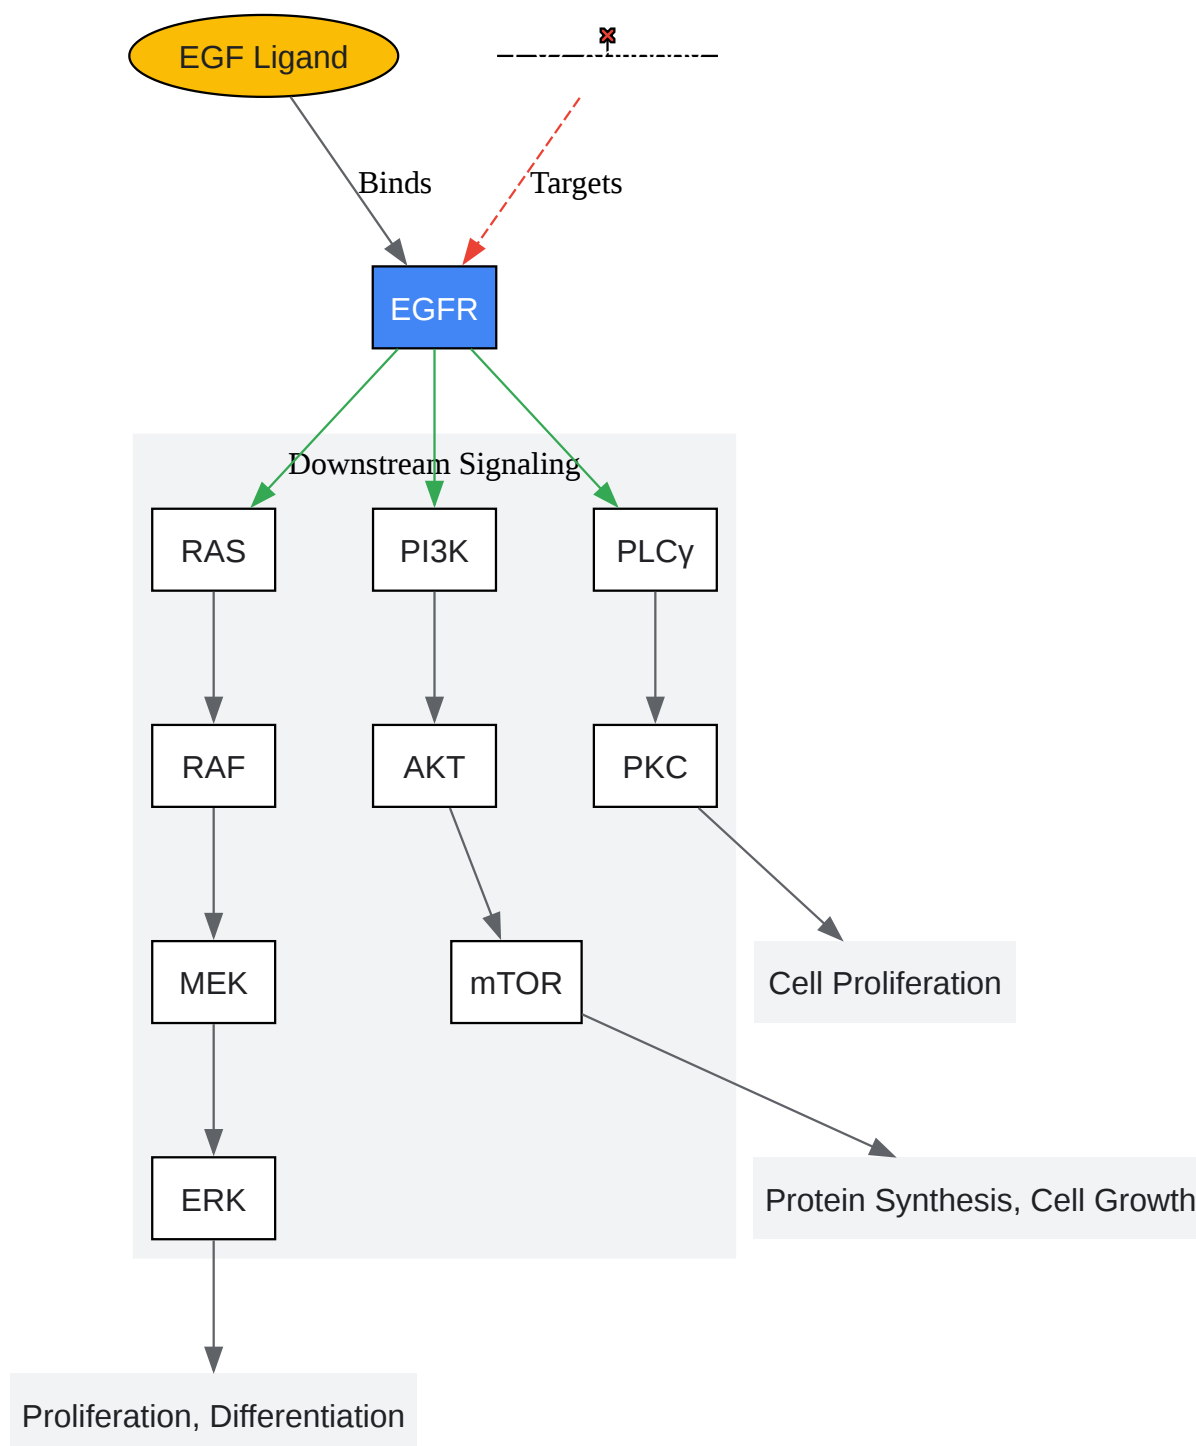 EGF Ligand
Binds
Targets
EGFR
Downstream Signaling
RAS
PI3K
PLCγ
RAF
AKT
PKC
MEK
mTOR
Cell Proliferation
ERK
Protein Synthesis, Cell Growth
Proliferation, Differentiation